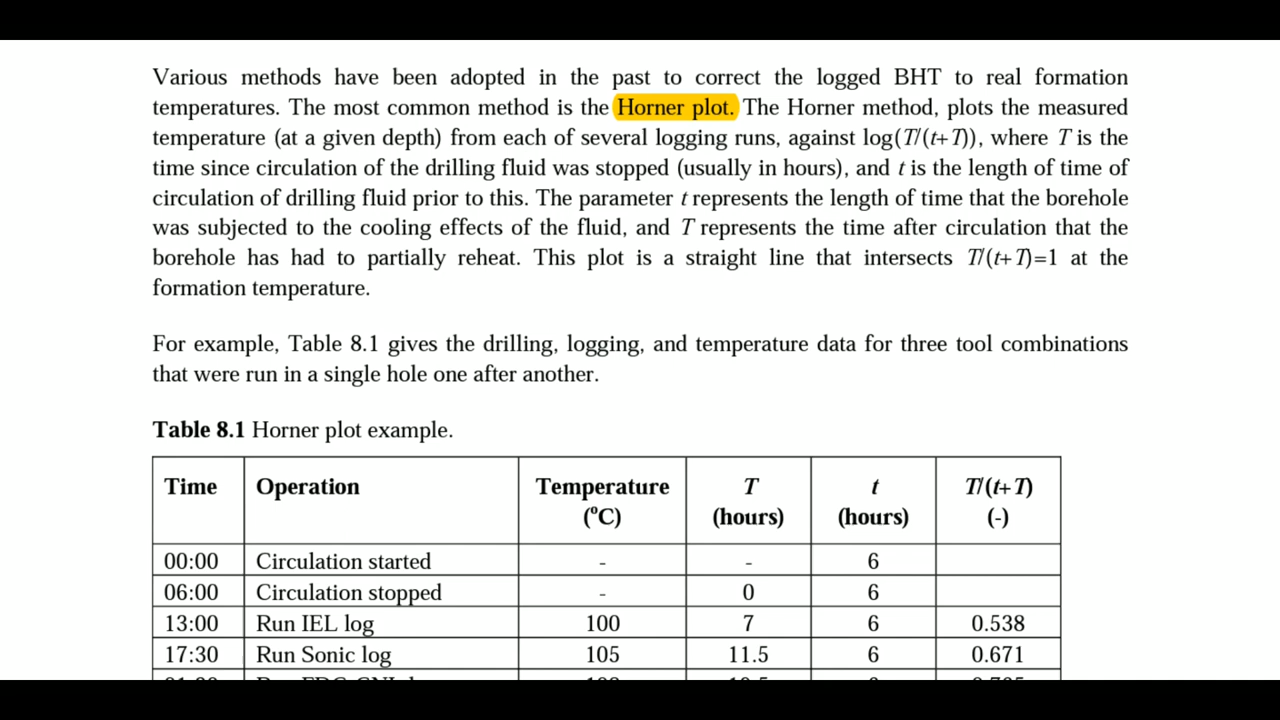 Various methods have been adopted in the past to correct the logged BHT to real formation
temperatures. The most common method is the Horner plot. The Horner method, plots the measured
temperature (at a given depth) from each of several logging runs, against log(T/(t+T)), where T is the
time since circulation of the drilling fluid was stopped (usually in hours), and t is the length of time of
circulation of drilling fluid prior to this. The parameter t represents the length of time that the borehole
was subjected to the cooling effects of the fluid, and T represents the time after circulation that the
borehole has had to partially reheat. This plot is a straight line that intersects T/(t+T)=1 at the
formation temperature.
For example, Table 8.1 gives the drilling, logging, and temperature data for three tool combinations
that were run in a single hole one after another.
Table 8.1 Horner plot example.
Time Operation Temperature T t T/(t+T)
(ºC) (hours) (hours) (-)
00:00 Circulation started - - 6
06:00 Circulation stopped - 0 6
13:00 Run IEL log 100 7 6 0.538
17:30 Run Sonic log 105 11.5 6 0.671